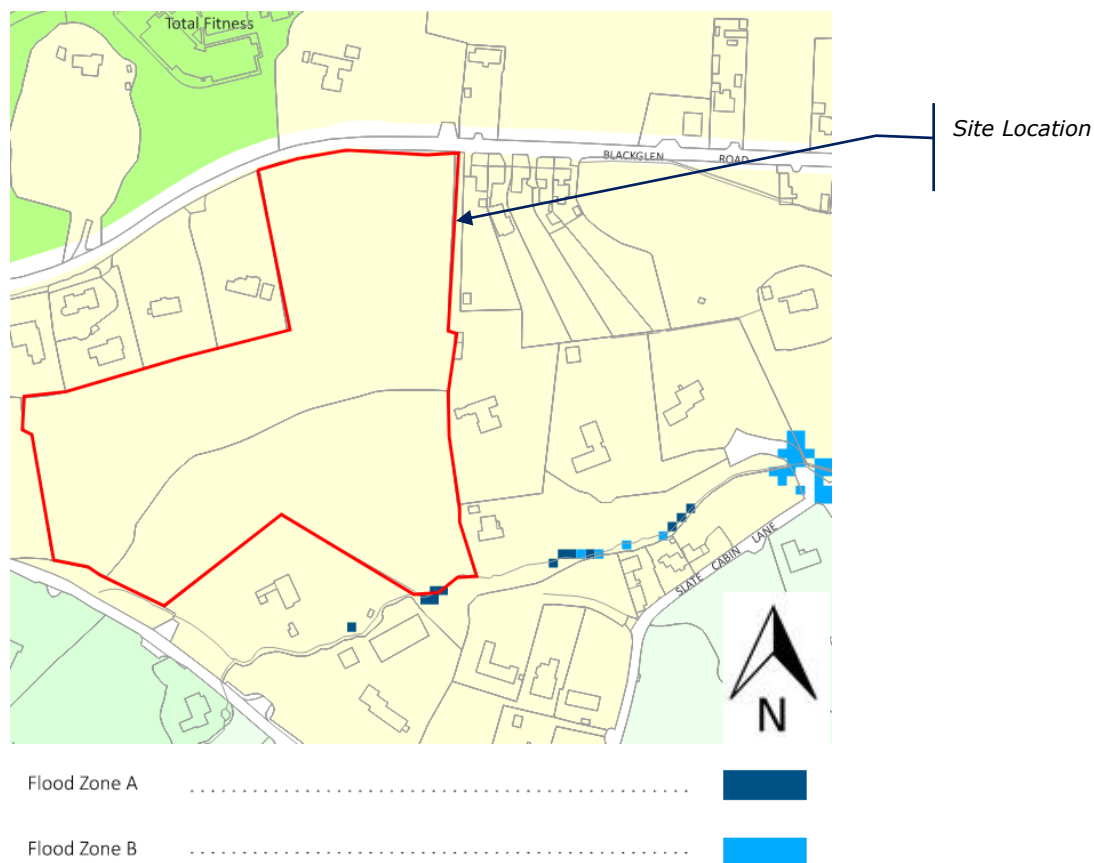 Total Fitness
Site Location
BLACKGLEN ROAD
SLATE CABIN LANE
N
Flood Zone A
Flood Zone B